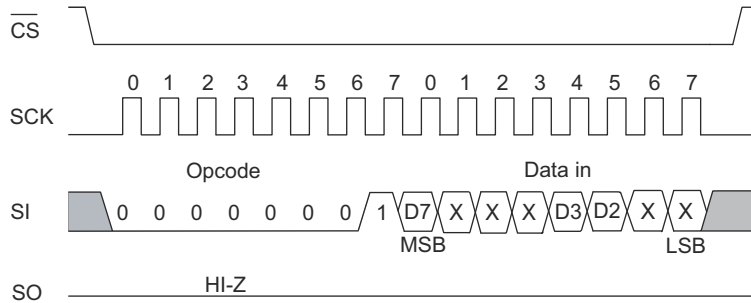 CS
0 1 2 3 4 5 6 7 0 1 2 3 4 5 6 7
SCK
Opcode Data in
SI 0 0 0 0 0 0 0 1 D7 X X X D3 D2 X X
MSB LSB
HI-Z
SO